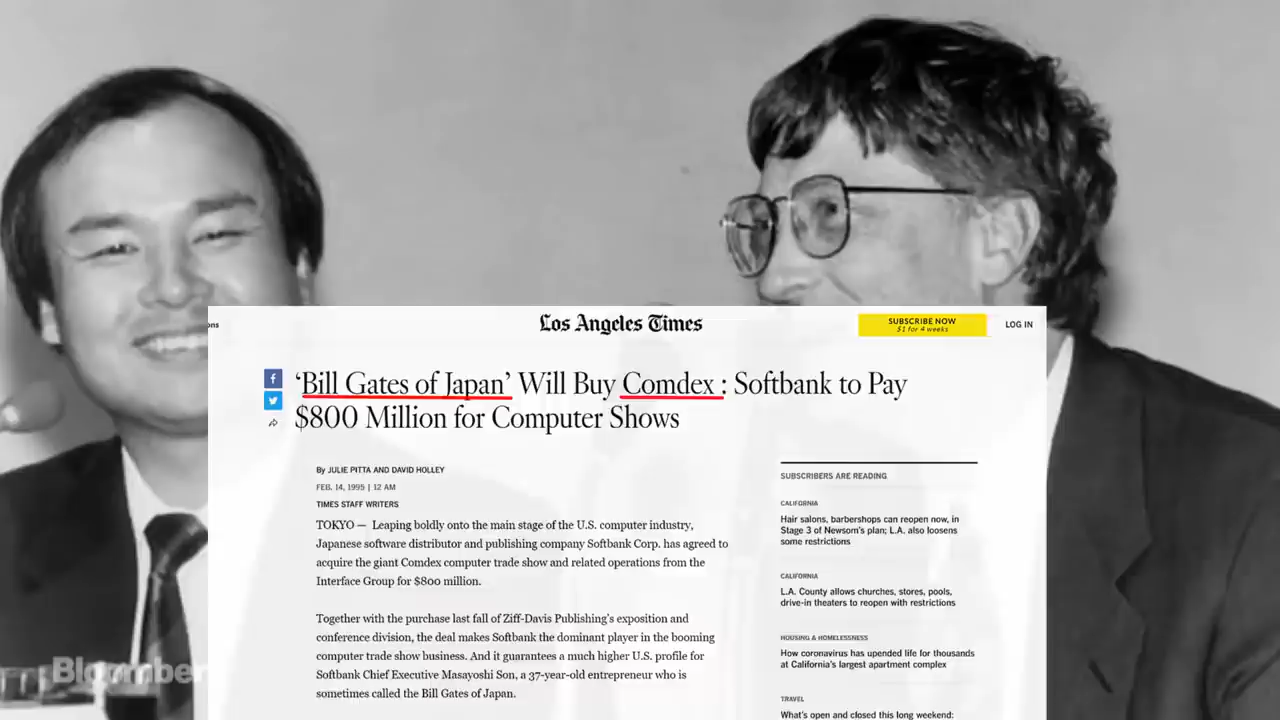 ons
Los Angeles Times
SUBSCRIBE NOW
$1 for 4 weeks
LOG IN
‘Bill Gates of Japan’ Will Buy Comdex : Softbank to Pay
$800 Million for Computer Shows
By JULIE PITTA AND DAVID HOLLEY
FEB. 14, 1995 | 12 AM
TIMES STAFF WRITERS
TOKYO — Leaping boldly onto the main stage of the U.S. computer industry,
Japanese software distributor and publishing company Softbank Corp. has agreed to
acquire the giant Comdex computer trade show and related operations from the
Interface Group for $800 million.
Together with the purchase last fall of Ziff-Davis Publishing's exposition and
conference division, the deal makes Softbank the dominant player in the booming
computer trade show business. And it guarantees a much higher U.S. profile for
Softbank Chief Executive Masayoshi Son, a 37-year-old entrepreneur who is
sometimes called the Bill Gates of Japan.
SUBSCRIBERS ARE READING
CALIFORNIA
Hair salons, barbershops can reopen now, in
Stage 3 of Newsom's plan; L.A. also loosens
some restrictions
CALIFORNIA
L.A. County allows churches, stores, pools,
drive-in theaters to reopen with restrictions
HOUSING & HOMELESSNESS
How coronavirus has upended life for thousands
at California's largest apartment complex
TRAVEL
What's open and closed this long weekend:
Bloomber